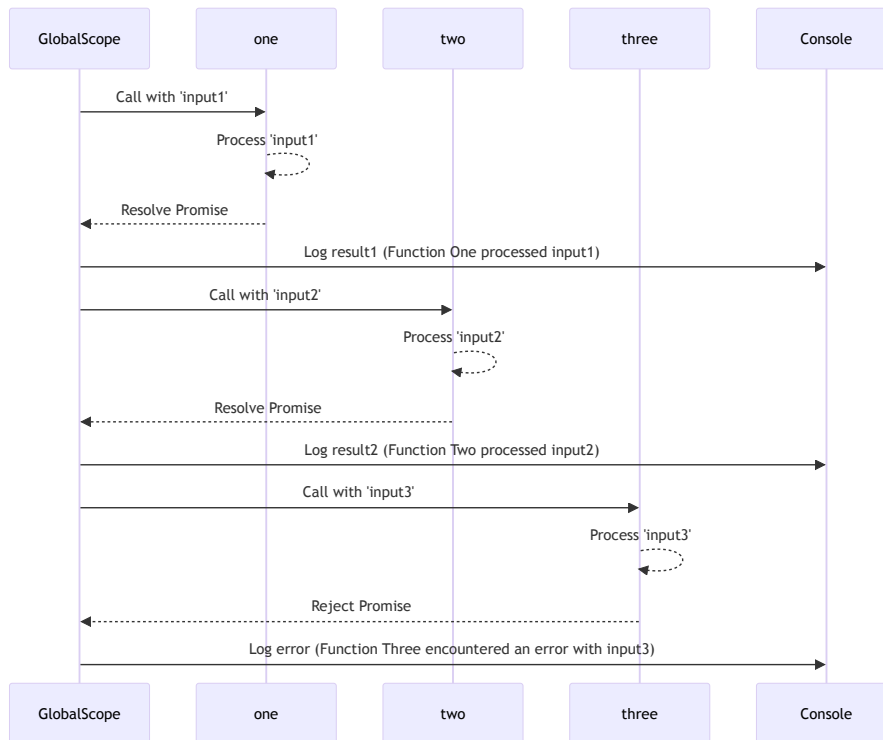 GlobalScope one two three Console
Call with 'input1'
Process 'input1'
Resolve Promise
Log result1 (Function One processed input1)
Call with 'input2'
Process 'input2'
Resolve Promise
Log result2 (Function Two processed input2)
Call with 'input3'
Process 'input3'
Reject Promise
Log error (Function Three encountered an error with input3)
GlobalScope one two three Console